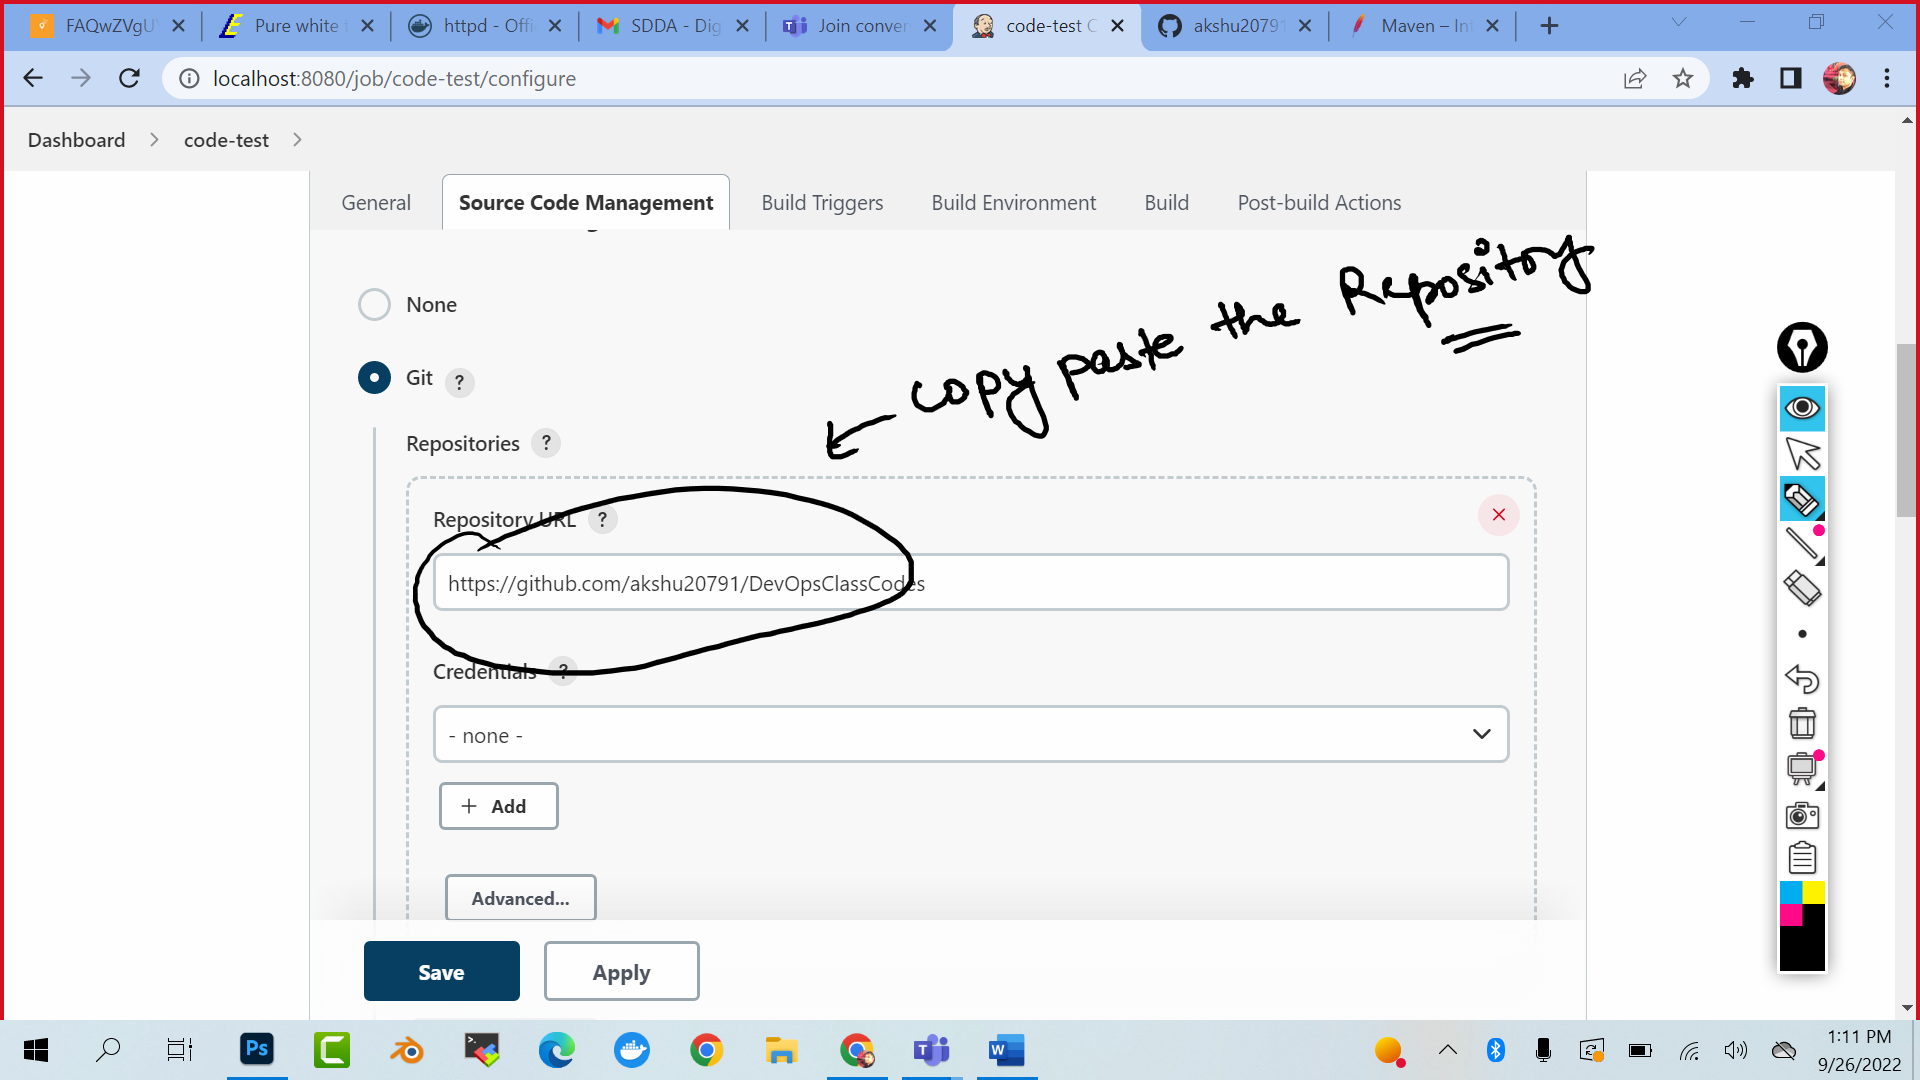 FAQwZVgU
Pure white
httpd - Offi
SDDA - Dig
Join conver
code-test C
akshu20791
Maven – Int
localhost:8080/job/code-test/configure
Dashboard
code-test
General
Source Code Management
Build Triggers
Build Environment
Build
Post-build Actions
None
Git ?
copy paste the Repository
Repositories ?
Repository URL ?
https://github.com/akshu20791/DevOpsClassCodes
Credentials ?
- none -
+ Add
Advanced...
Save
Apply
1:11 PM
9/26/2022